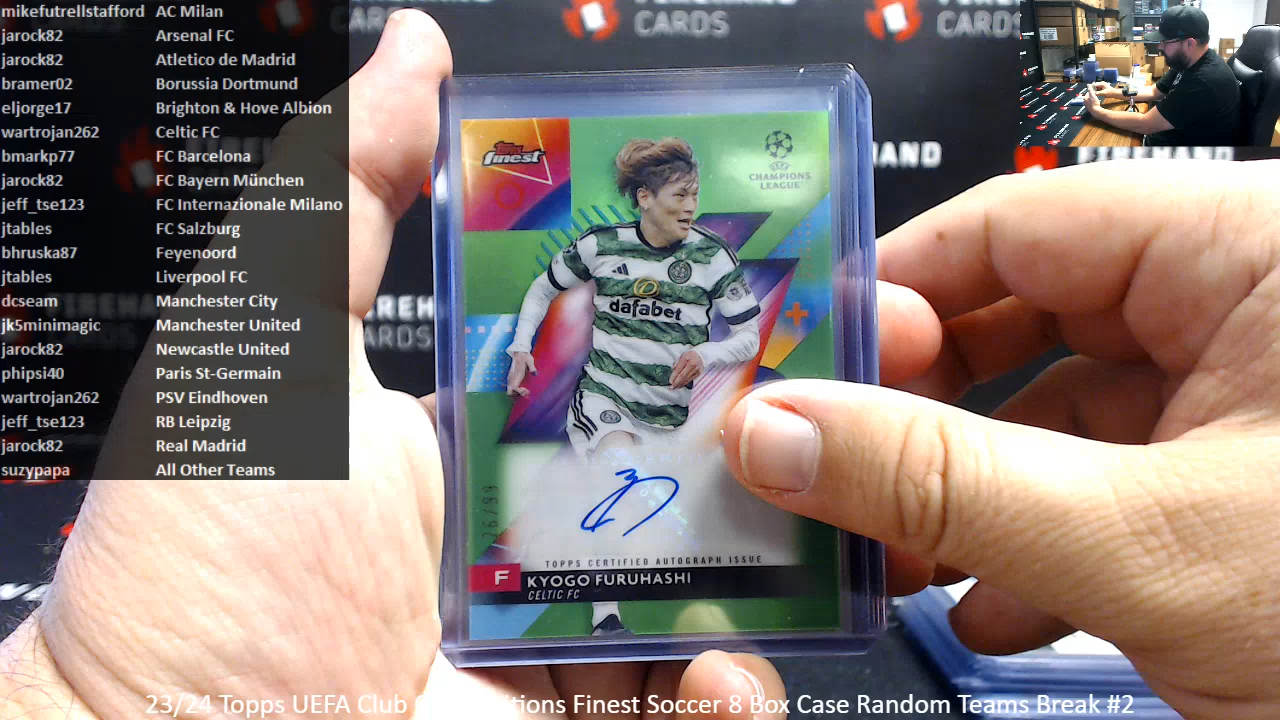 mikefutrellstafford AC Milan
jarock82 Arsenal FC
jarock82 Atletico de Madrid
bramer02 Borussia Dortmund
eljorge17 Brighton & Hove Albion
wartrojan262 Celtic FC
bmarkp77 FC Barcelona
jarock82 FC Bayern München
jeff_tse123 FC Internazionale Milano
jtables FC Salzburg
bhruska87 Feyenoord
jtables Liverpool FC
dcseam Manchester City
jk5minimagic Manchester United
jarock82 Newcastle United
phipsi40 Paris St-Germain
wartrojan262 PSV Eindhoven
jeff_tse123 RB Leipzig
jarock82 Real Madrid
suzypapa All Other Teams
CARDS
CARDS
Topps
finest
CHAMPIONS
LEAGUE
dafabet
TOPPS CERTIFIED AUTOGRAPH ISSUE
F KYOGO FURUHASHI
CELTIC FC
23/24 Topps UEFA Club Finest Soccer 8 Box Case Random Teams Break #2